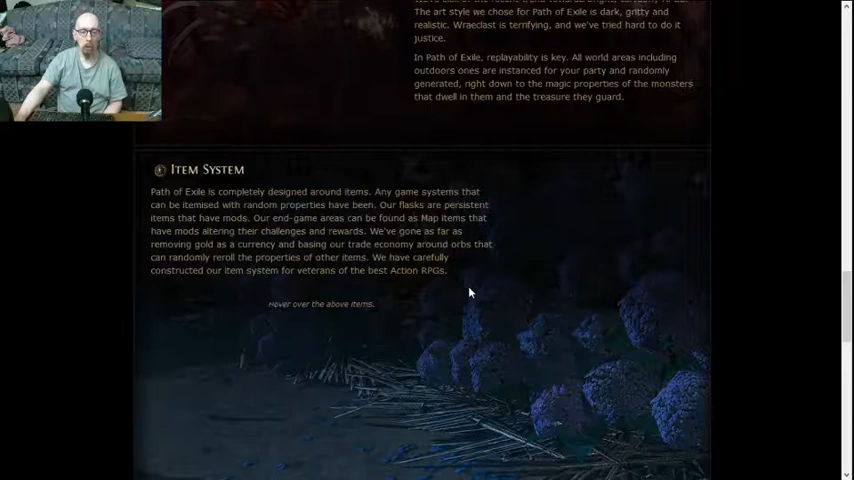 The art style we chose for Path of Exile is dark, gritty and
realistic. Wraeclast is terrifying, and we've tried hard to do it
justice.
In Path of Exile, replayability is key. All world areas including
outdoors ones are instanced for your party and randomly
generated, right down to the magic properties of the monsters
that dwell in them and the treasure they guard.
Item System
Path of Exile is completely designed around items. Any game systems that
can be itemised with random properties have been. Our flasks are persistent
items that have mods. Our end-game areas can be found as Map items that
have mods altering their challenges and rewards. We've gone as far as
removing gold as a currency and basing our trade economy around orbs that
can randomly reroll the properties of other items. We have carefully
constructed our item system for veterans of the best Action RPGs.
Hover over the above items.